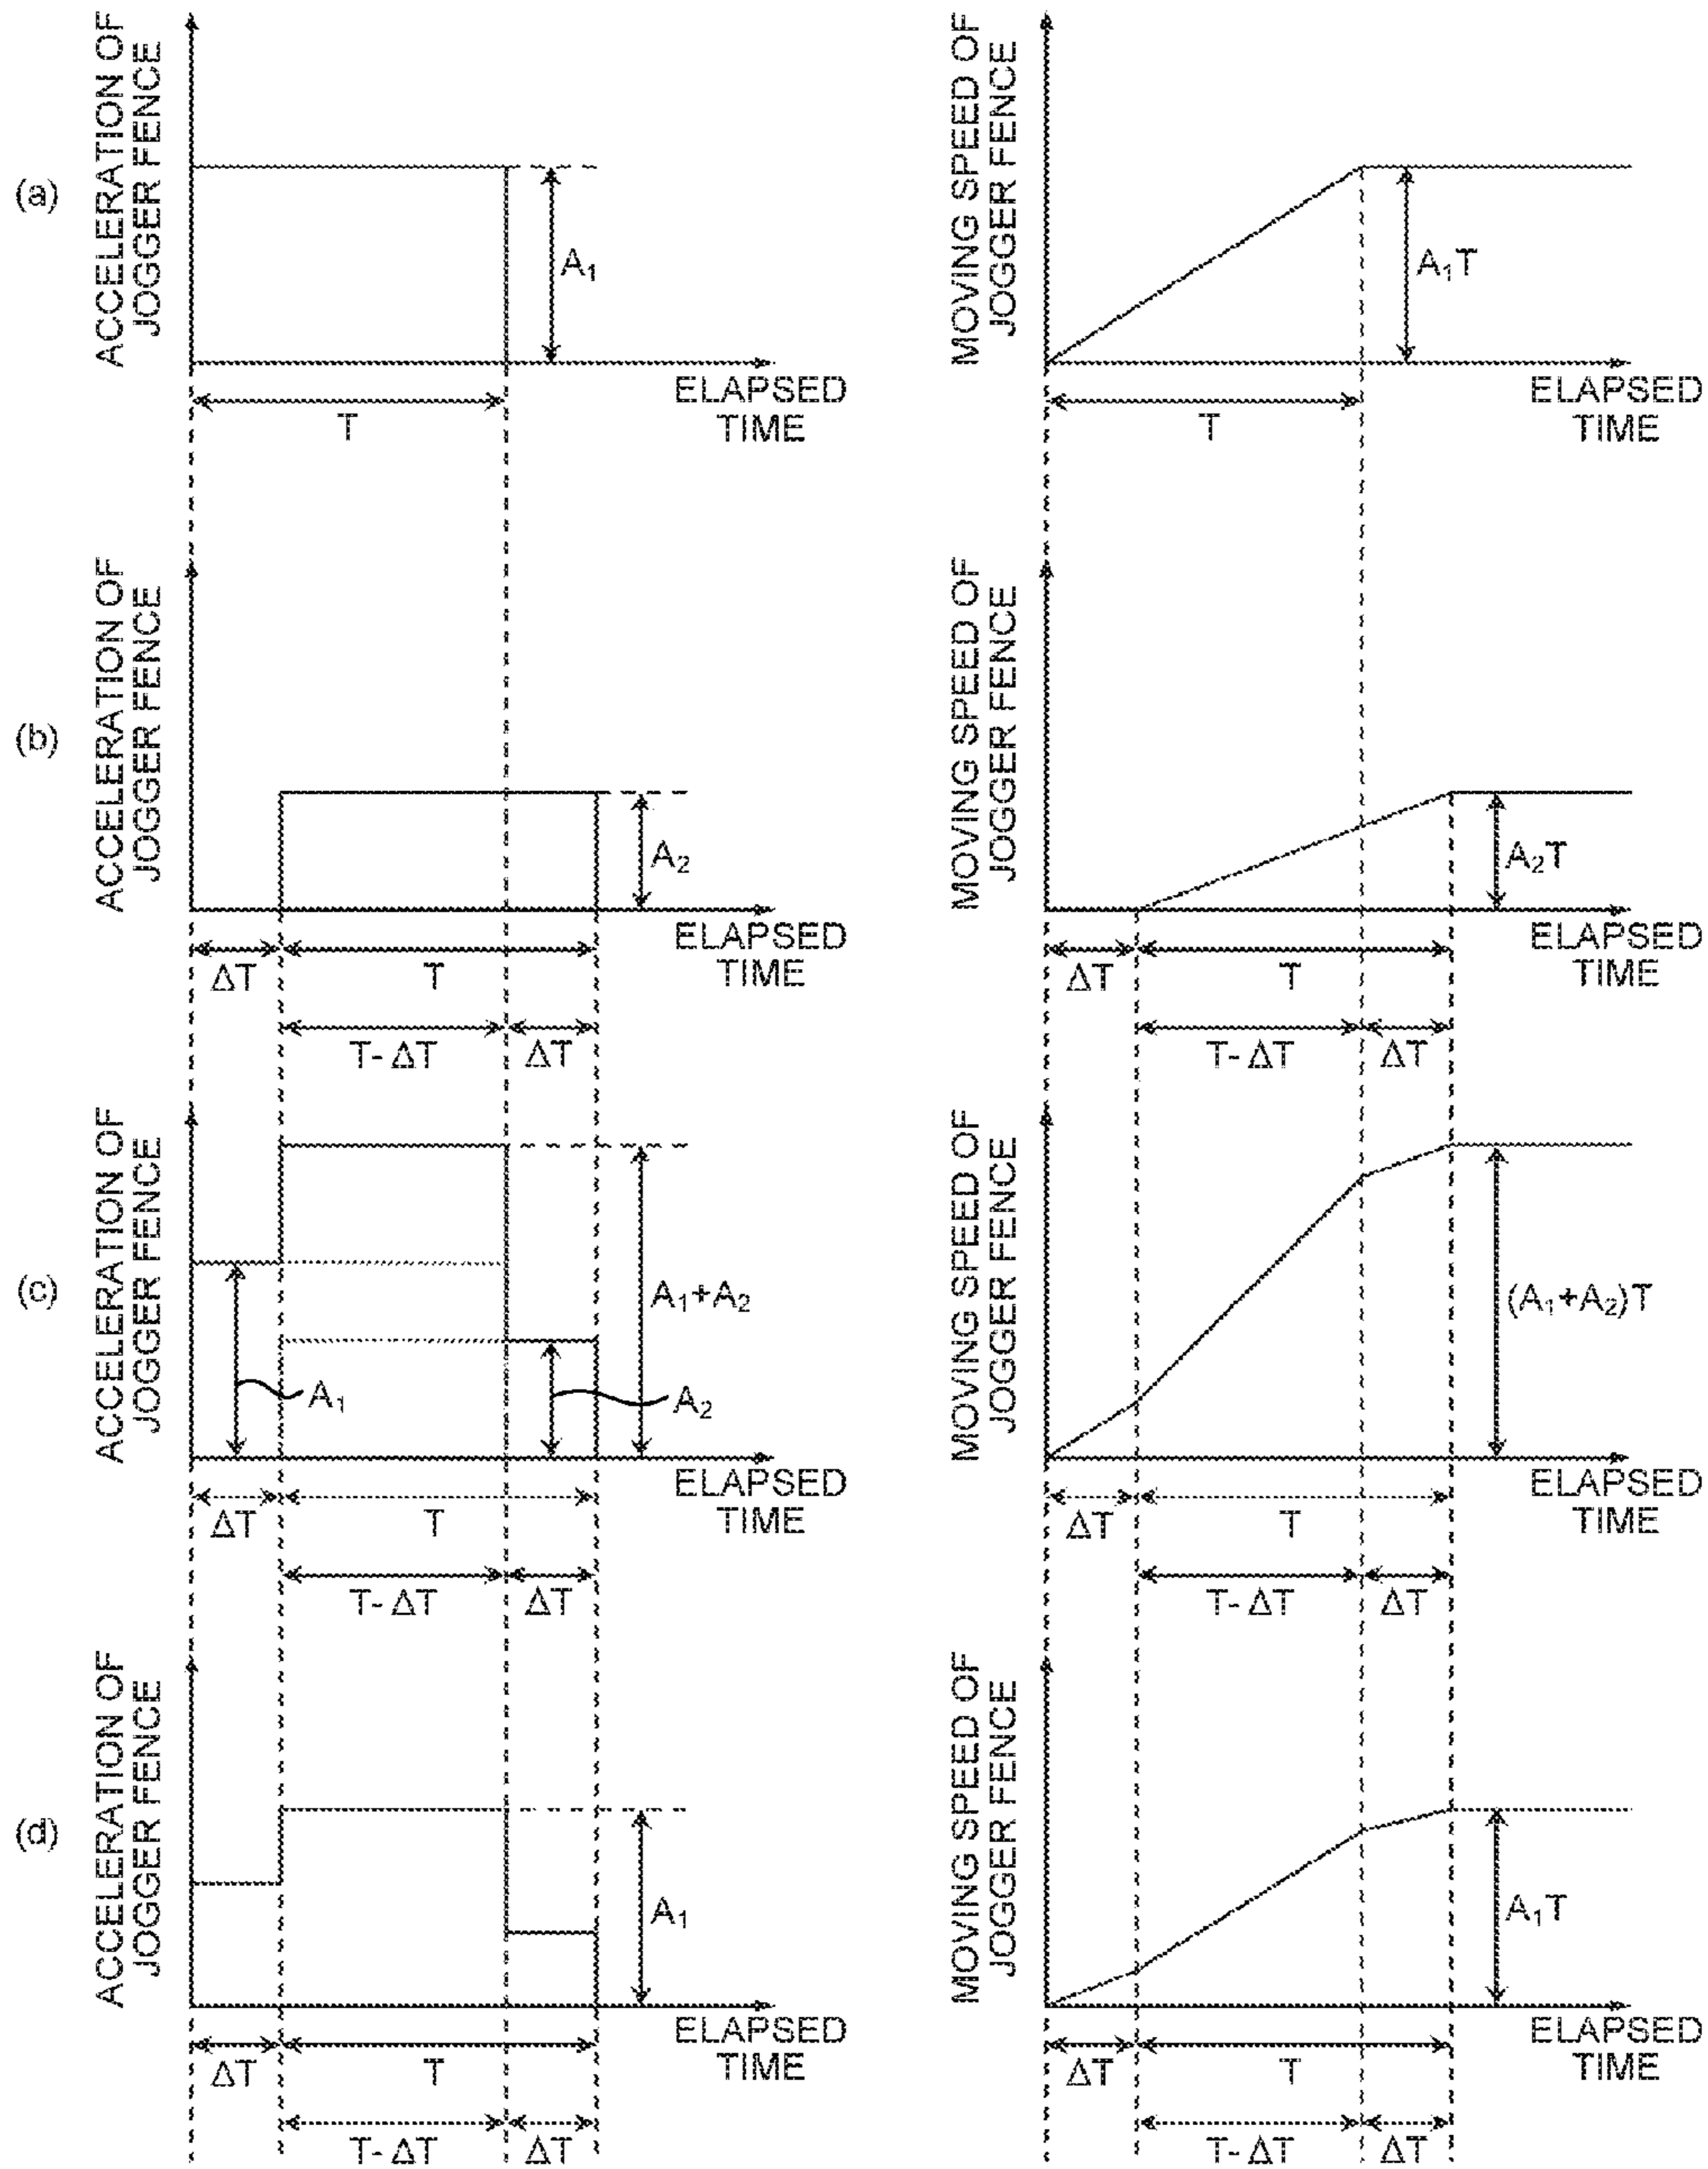 (a)
ACCELERATION OF
JOGGER FENCE
A₁
ELAPSED
TIME
T
MOVING SPEED OF
JOGGER FENCE
A₁T
ELAPSED
TIME
T
(b)
ACCELERATION OF
JOGGER FENCE
A₂
ELAPSED
TIME
ΔT
T
T-ΔT
ΔT
MOVING SPEED OF
JOGGER FENCE
A₂T
ELAPSED
TIME
ΔT
T
T-ΔT
ΔT
(c)
ACCELERATION OF
JOGGER FENCE
A₁+A₂
A₁
A₂
ELAPSED
TIME
ΔT
T
T-ΔT
ΔT
MOVING SPEED OF
JOGGER FENCE
(A₁+A₂)T
ELAPSED
TIME
ΔT
T
T-ΔT
ΔT
(d)
ACCELERATION OF
JOGGER FENCE
A₁
ELAPSED
TIME
ΔT
T
T-ΔT
ΔT
MOVING SPEED OF
JOGGER FENCE
A₁T
ELAPSED
TIME
ΔT
T
T-ΔT
ΔT